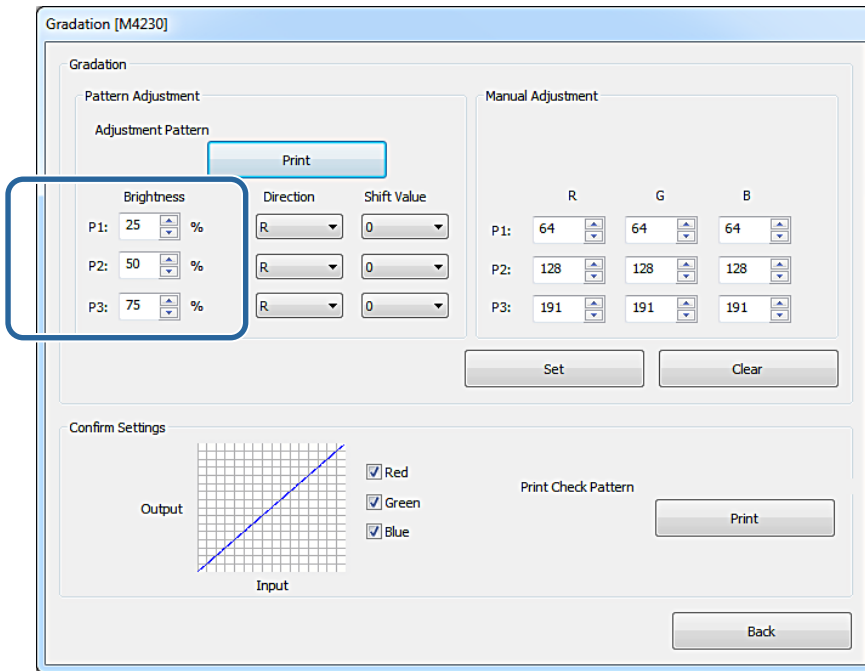 Gradation [M4230]
Gradation
Pattern Adjustment
Adjustment Pattern
Print
Brightness Direction Shift Value
P1: 25 % R 0
P2: 50 % R 0
P3: 75 % R 0
Manual Adjustment
R G B
P1: 64 64 64
P2: 128 128 128
P3: 191 191 191
Set Clear
Confirm Settings
Output
Input
Red
Green
Blue
Print Check Pattern
Print
Back